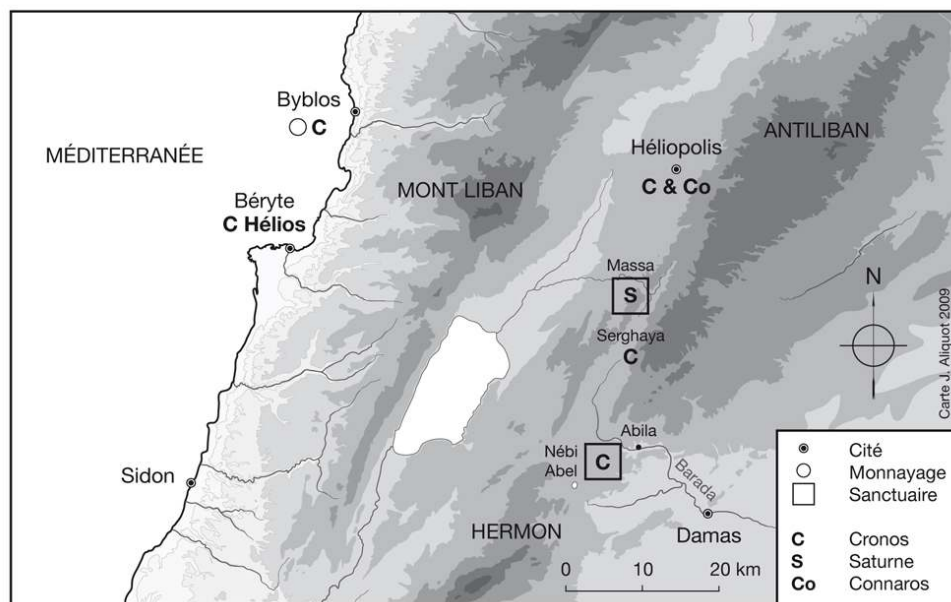 Byblos
C
MÉDITERRANÉE
ANTILIBAN
Héliopolis
C & Co
MONT LIBAN
Béryte
C Hélios
Massa
S
N
Serghaya
C
Carte J. Aliquot 2009
Abila
Nébi
Abel
C
Barada
Sidon
HERMON
Damas
0 10 20 km
Cité
Monnayage
Sanctuaire
C Cronos
S Saturne
Co Connaros